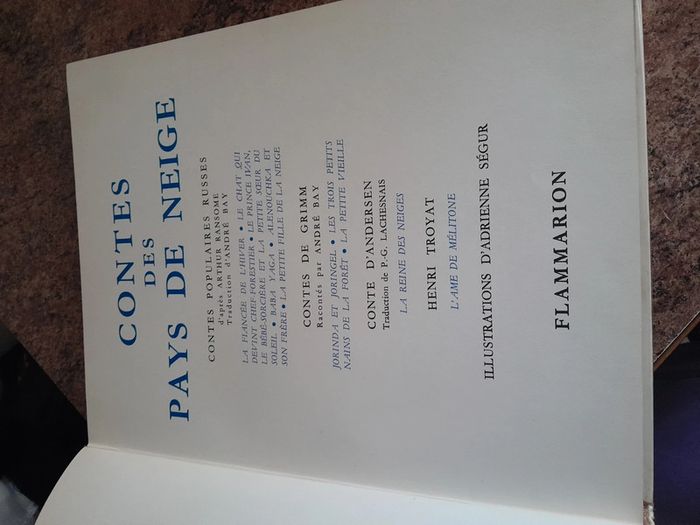 CONTES
DES
PAYS DE NEIGE
CONTES POPULAIRES RUSSES
d'après ARTHUR RANSOME
Traduction d'ANDRÉ BAY
LA FIANCÉE DE L'HIVER • LE CHAT QUI
DEVINT CHEF-FORESTIER • LE PRINCE IVAN,
LE BÉBÉ-SORCIÈRE ET LA PETITE SŒUR DU
SOLEIL • BABA YAGA • ALENOUCHKA ET
SON FRÈRE • LA PETITE FILLE DE LA NEIGE
CONTES DE GRIMM
Racontés par ANDRÉ BAY
JORINDA ET JORINGEL • LES TROIS PETITS
NAINS DE LA FORÊT • LA PETITE VIEILLE
CONTE D'ANDERSEN
Traduction de P.-G. LACHESNAIS
LA REINE DES NEIGES
HENRI TROYAT
L'AME DE MÉLITONE
ILLUSTRATIONS D'ADRIENNE SÉGUR
FLAMMARION